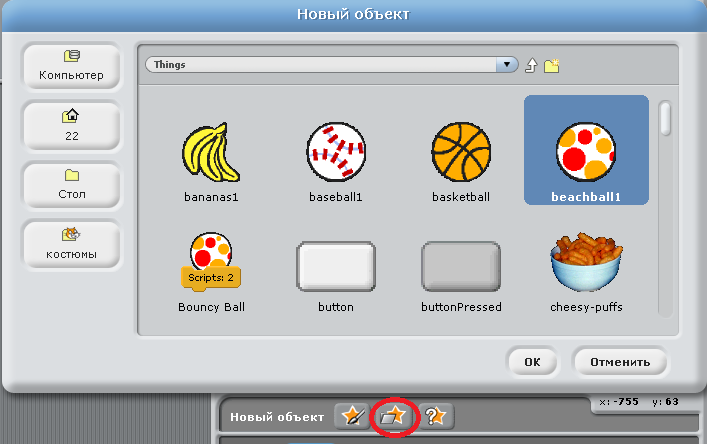 Новый объект
Компьютер
22
Стол
костюмы
Things
bananas1
baseball1
basketball
beachball1
Scripts: 2
Bouncy Ball
button
buttonPressed
cheesy-puffs
OK
Отменить
x: -755 y: 63
Новый объект